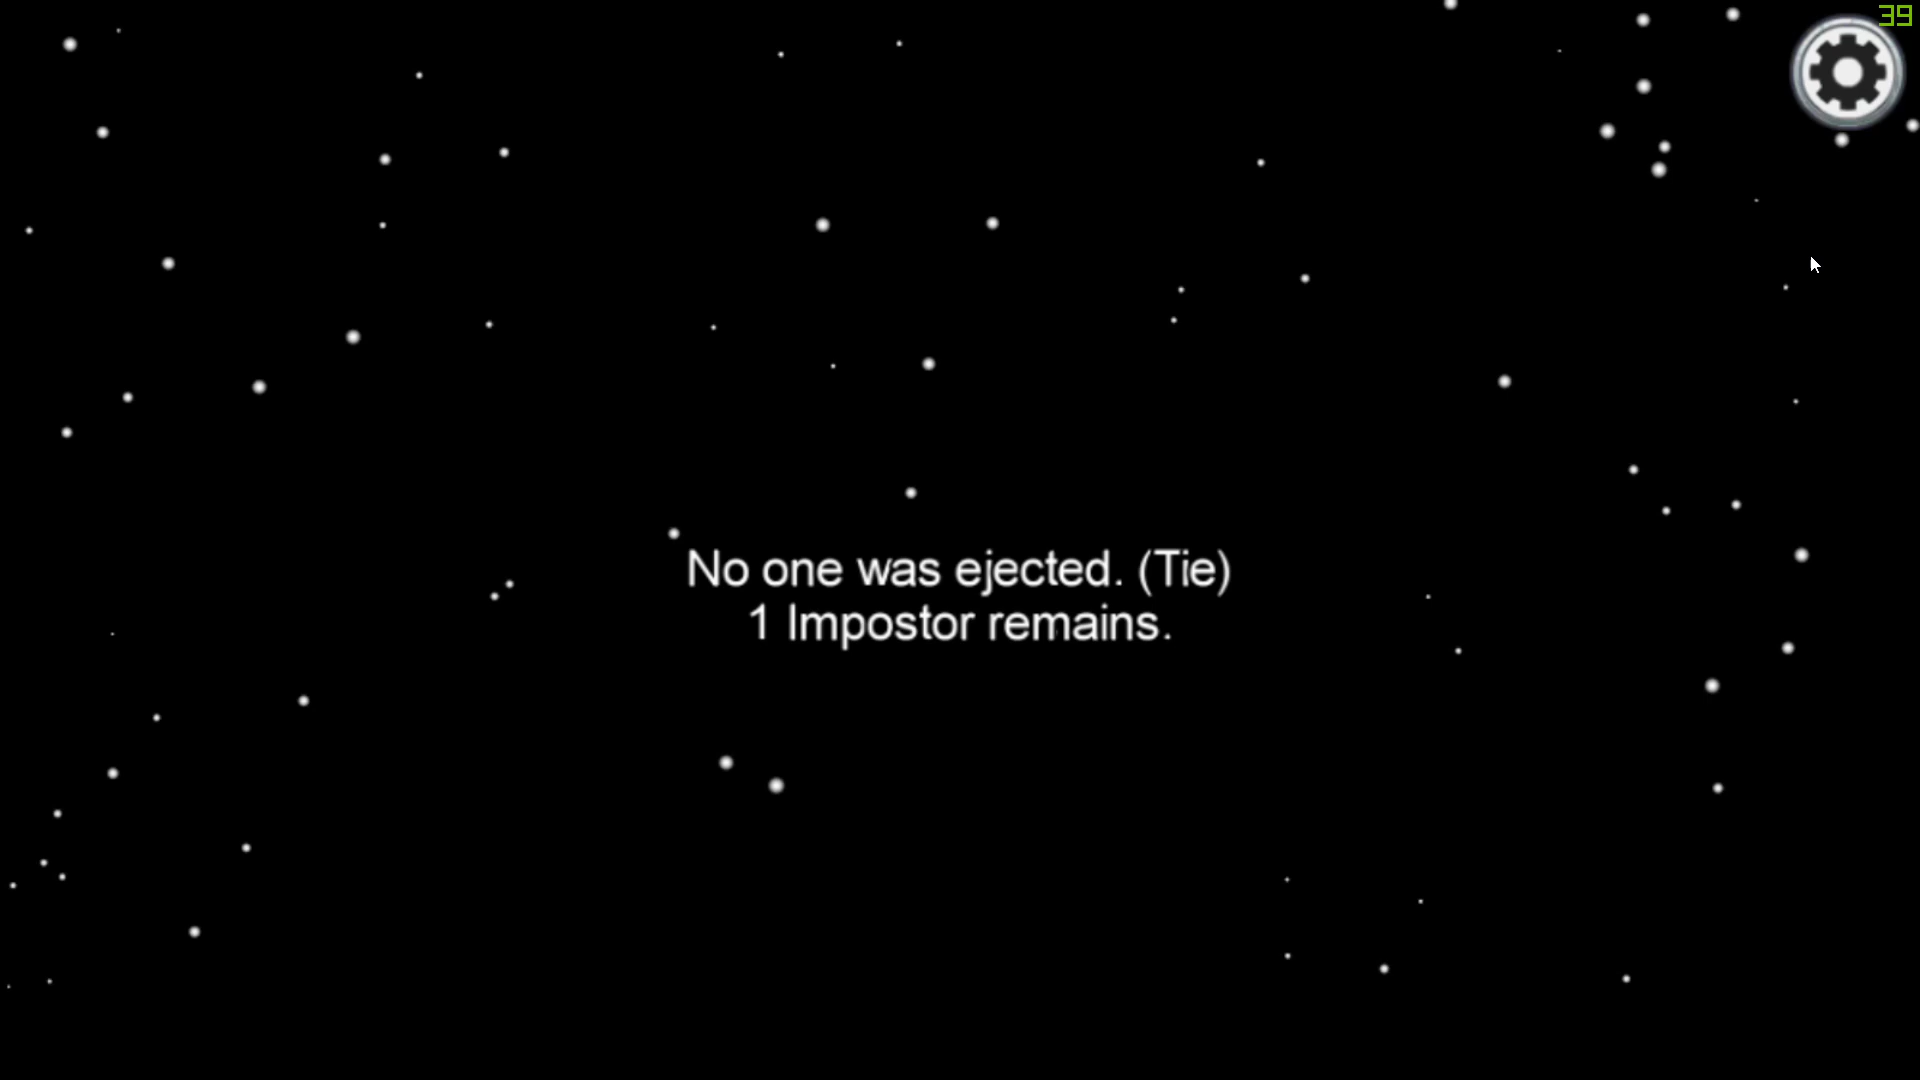 39
No one was ejected. (Tie)
1 Impostor remains.